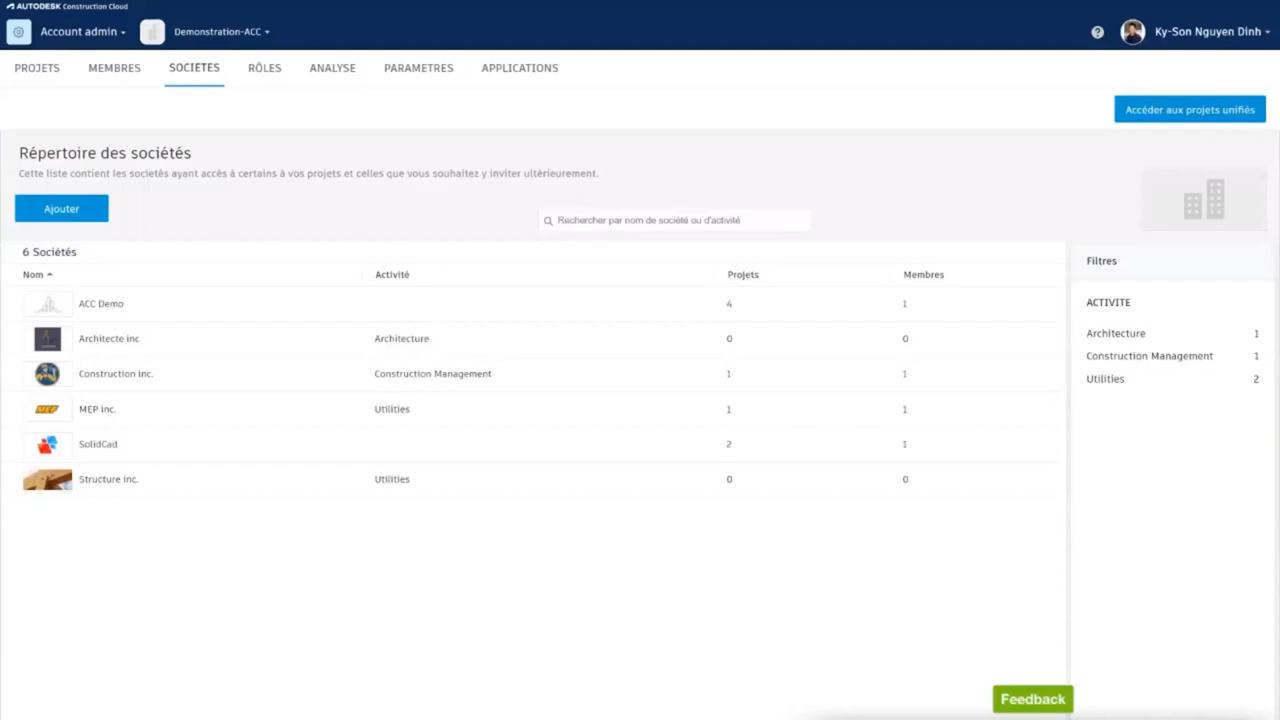 AUTODESK Construction Cloud
Account admin
Demonstration-ACC
Ky-Son Nguyen Dinh
PROJETS MEMBRES SOCIETES RÔLES ANALYSE PARAMETRES APPLICATIONS
Accéder aux projets unifiés
Répertoire des sociétés
Cette liste contient les societés ayant accés à certains à vos projets et celles que vous souhaitez y inviter ultérieurement.
Ajouter
Rechercher par nom de société ou d'activité
6 Sociétés
Nom Activité Projets Membres
ACC Demo 4 1
Architecte inc Architecture 0 0
Construction inc. Construction Management 1 1
MEP MEP inc. Utilities 1 1
SolidCad 2 1
Structure inc. Utilities 0 0
Filtres
ACTIVITE
Architecture 1
Construction Management 1
Utilities 2
Feedback